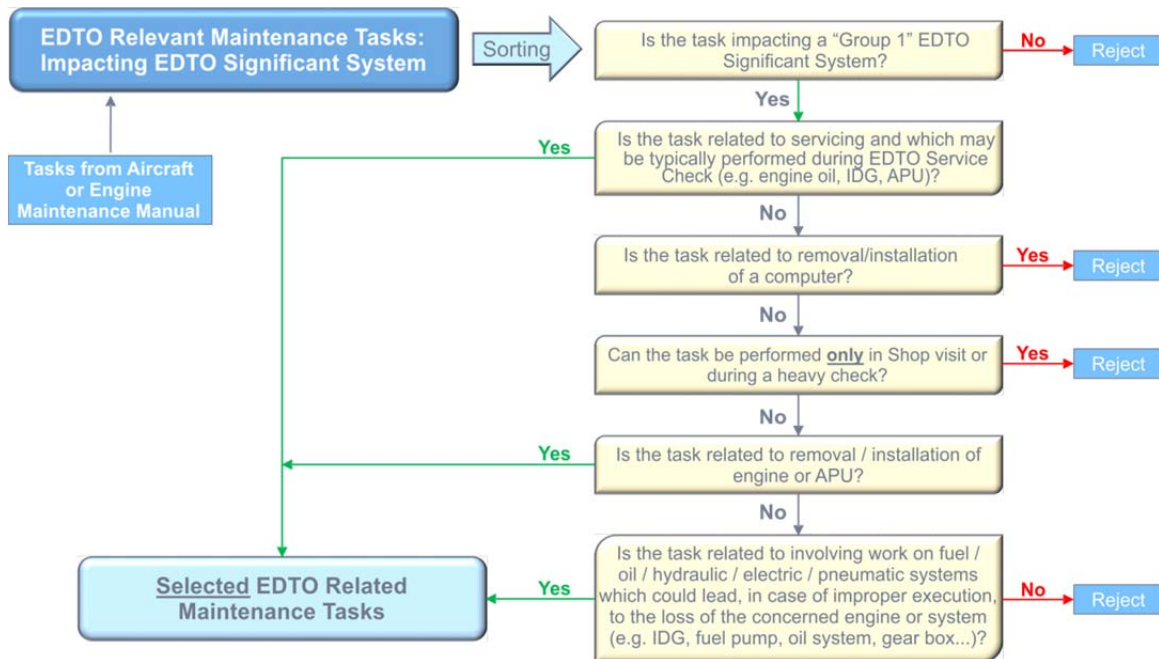 EDTO Relevant Maintenance Tasks:
Impacting EDTO Significant System
Sorting
Is the task impacting a “Group 1” EDTO
Significant System?
No
Reject
Yes
Tasks from Aircraft
or Engine
Maintenance Manual
Yes
Is the task related to servicing and which may
be typically performed during EDTO Service
Check (e.g. engine oil, IDG, APU)?
No
Is the task related to removal/installation
of a computer?
Yes
Reject
No
Can the task be performed only in Shop visit or
during a heavy check?
Yes
Reject
No
Yes
Is the task related to removal / installation of
engine or APU?
No
Selected EDTO Related
Maintenance Tasks
Yes
Is the task related to involving work on fuel /
oil / hydraulic / electric / pneumatic systems
which could lead, in case of improper execution,
to the loss of the concerned engine or system
(e.g. IDG, fuel pump, oil system, gear box...)?
No
Reject